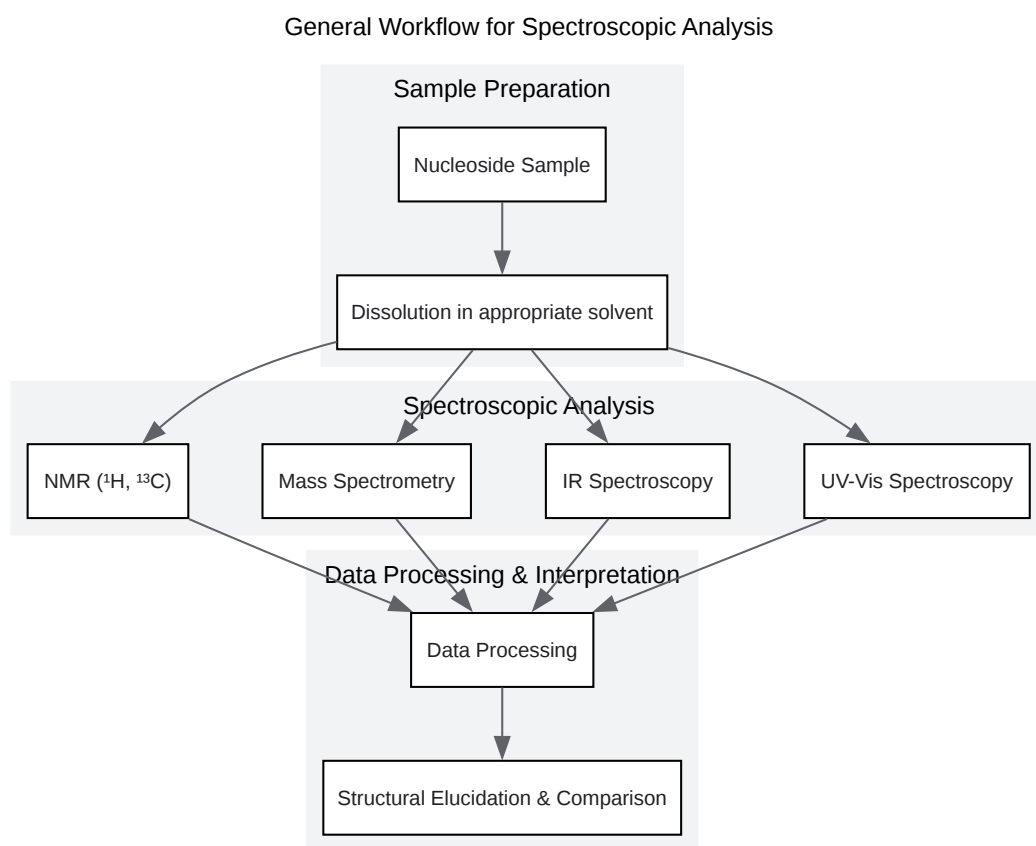 General Workflow for Spectroscopic Analysis
Sample Preparation
Nucleoside Sample
Dissolution in appropriate solvent
Spectroscopic Analysis
NMR (¹H, ¹³C)
Mass Spectrometry
IR Spectroscopy
UV-Vis Spectroscopy
Data Processing & Interpretation
Data Processing
Structural Elucidation & Comparison